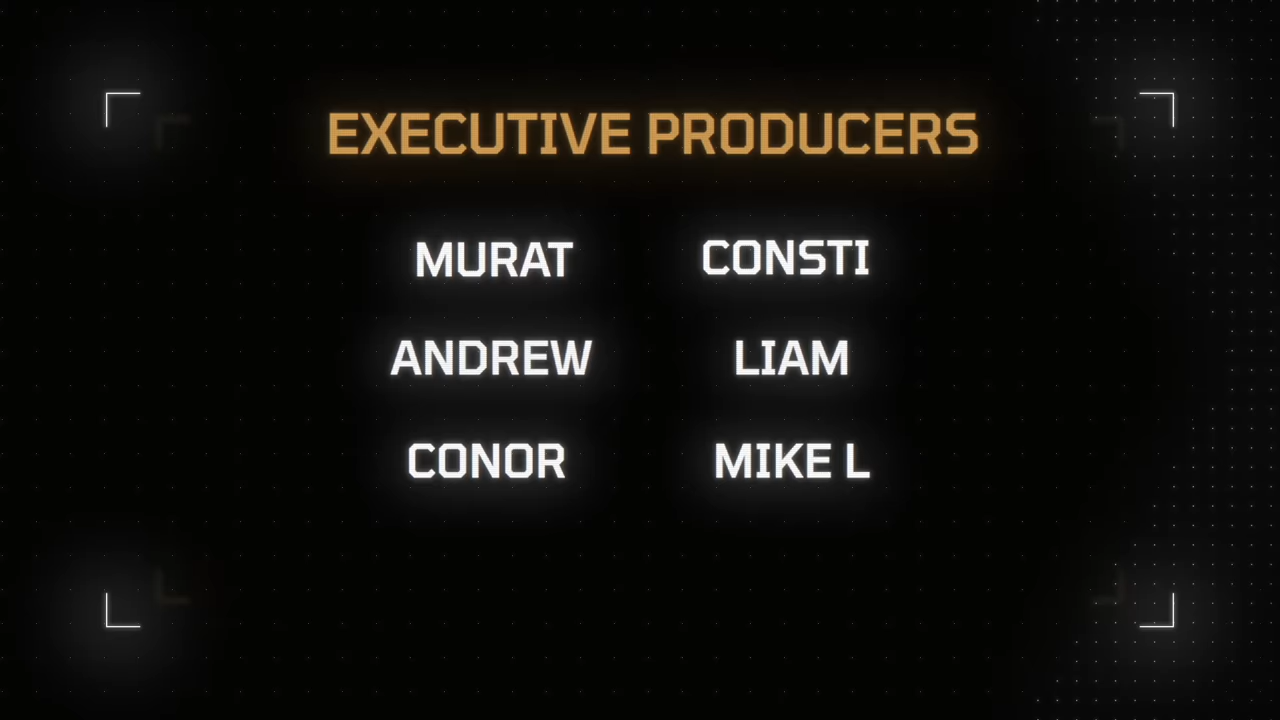 EXECUTIVE PRODUCERS
MURAT CONSTI
ANDREW LIAM
CONOR MIKE L